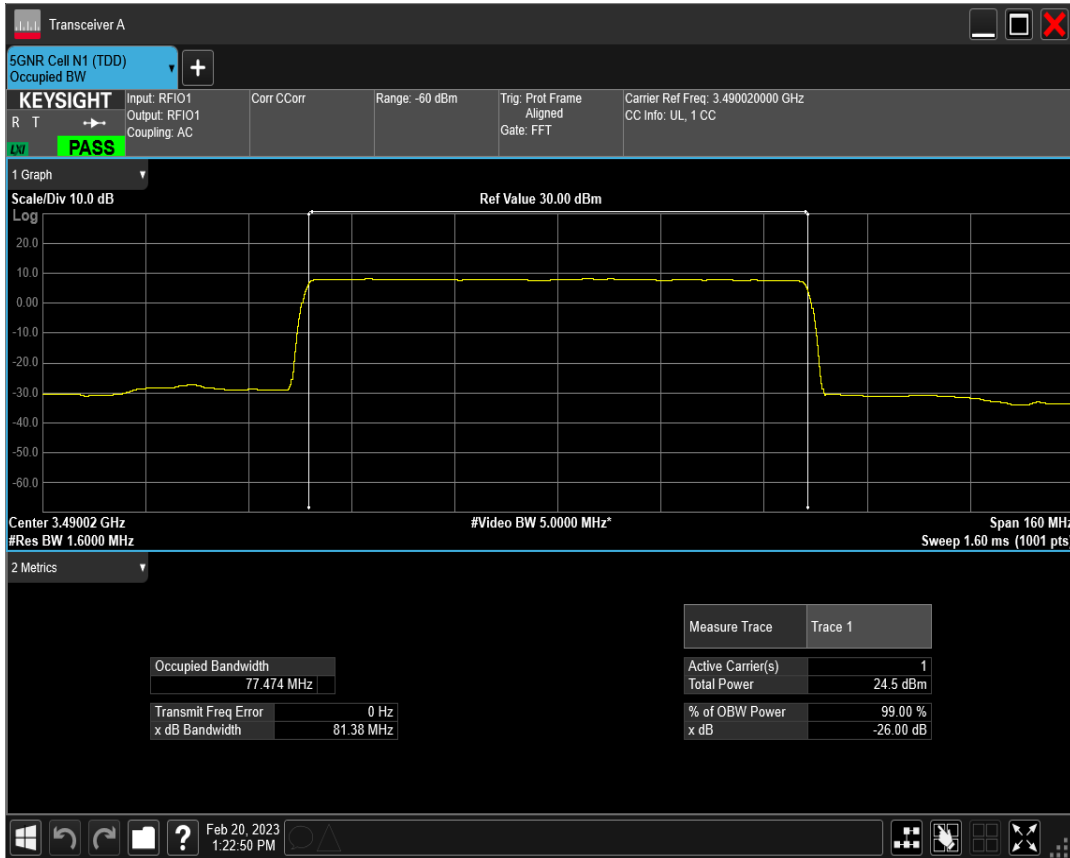 Transceiver A
5GNR Cell N1 (TDD)
Occupied BW
+
KEYSIGHT
R T
LXI
PASS
Input: RFIO1
Output: RFIO1
Coupling: AC
Corr CCorr
Range: -60 dBm
Trig: Prot Frame
Aligned
Gate: FFT
Carrier Ref Freq: 3.490020000 GHz
CC Info: UL, 1 CC
1 Graph
Scale/Div 10.0 dB
Ref Value 30.00 dBm
Log
20.0
10.0
0.00
-10.0
-20.0
-30.0
-40.0
-50.0
-60.0
Center 3.49002 GHz
#Video BW 5.0000 MHz*
Span 160 MHz
#Res BW 1.6000 MHz
Sweep 1.60 ms (1001 pts)
2 Metrics
Measure Trace Trace 1
Occupied Bandwidth
77.474 MHz
Active Carrier(s) 1
Total Power 24.5 dBm
Transmit Freq Error 0 Hz
x dB Bandwidth 81.38 MHz
% of OBW Power 99.00 %
x dB -26.00 dB
?
Feb 20, 2023
1:22:50 PM